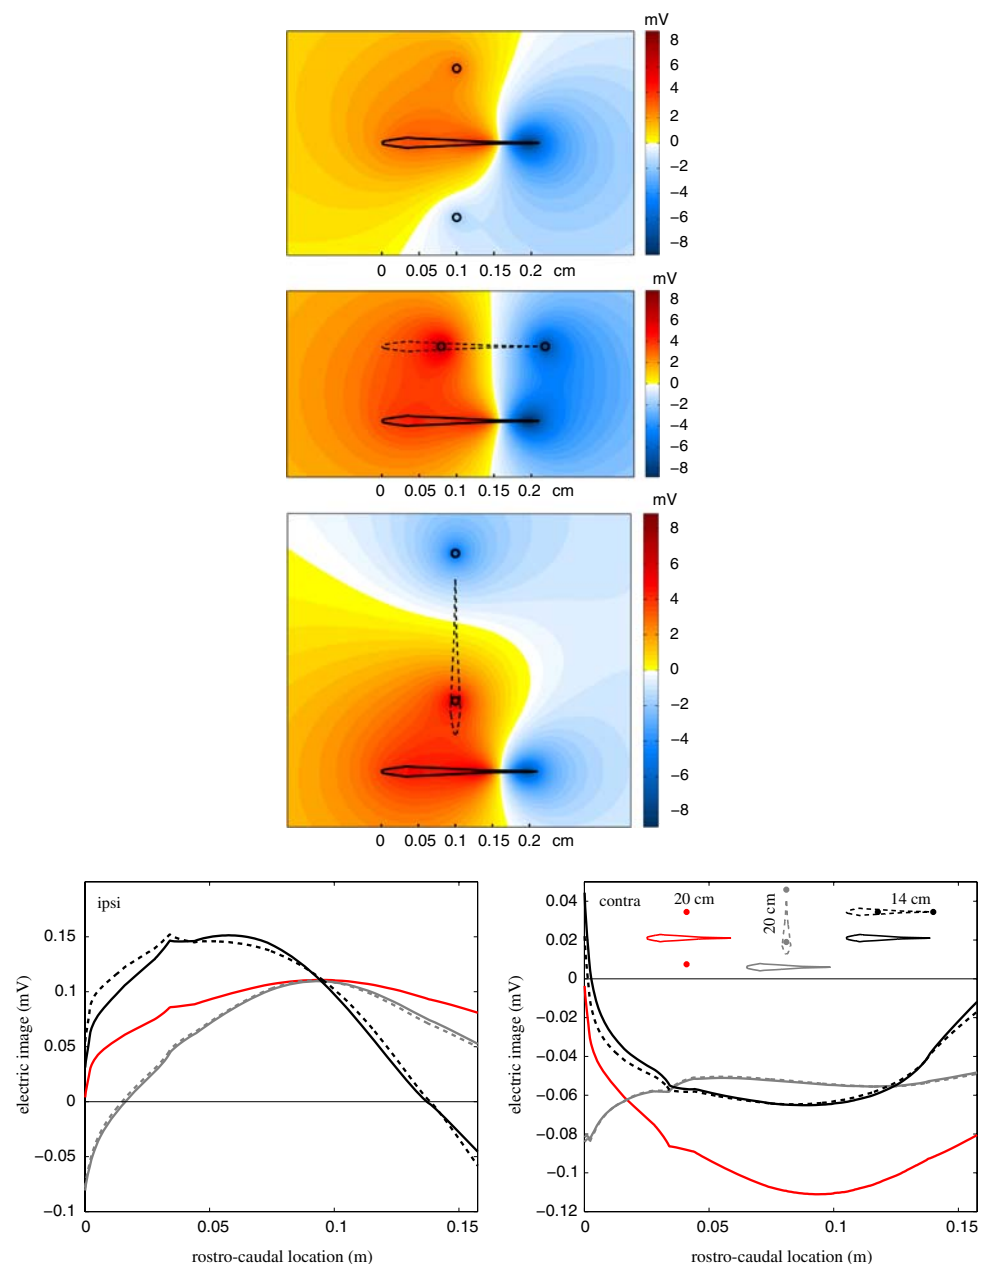 mV
8
6
4
2
0
−2
−4
−6
−8
0 0.05 0.1 0.15 0.2 cm
mV
8
6
4
2
0
−2
−4
−6
−8
0 0.05 0.1 0.15 0.2 cm
mV
8
6
4
2
0
−2
−4
−6
−8
0 0.05 0.1 0.15 0.2 cm
ipsi
0.15
0.1
0.05
0
−0.05
−0.1
electric image (mV)
0 0.05 0.1 0.15
rostro-caudal location (m)
contra
20 cm
20 cm
14 cm
0.04
0.02
0
−0.02
−0.04
−0.06
−0.08
−0.1
−0.12
electric image (mV)
0 0.05 0.1 0.15
rostro-caudal location (m)